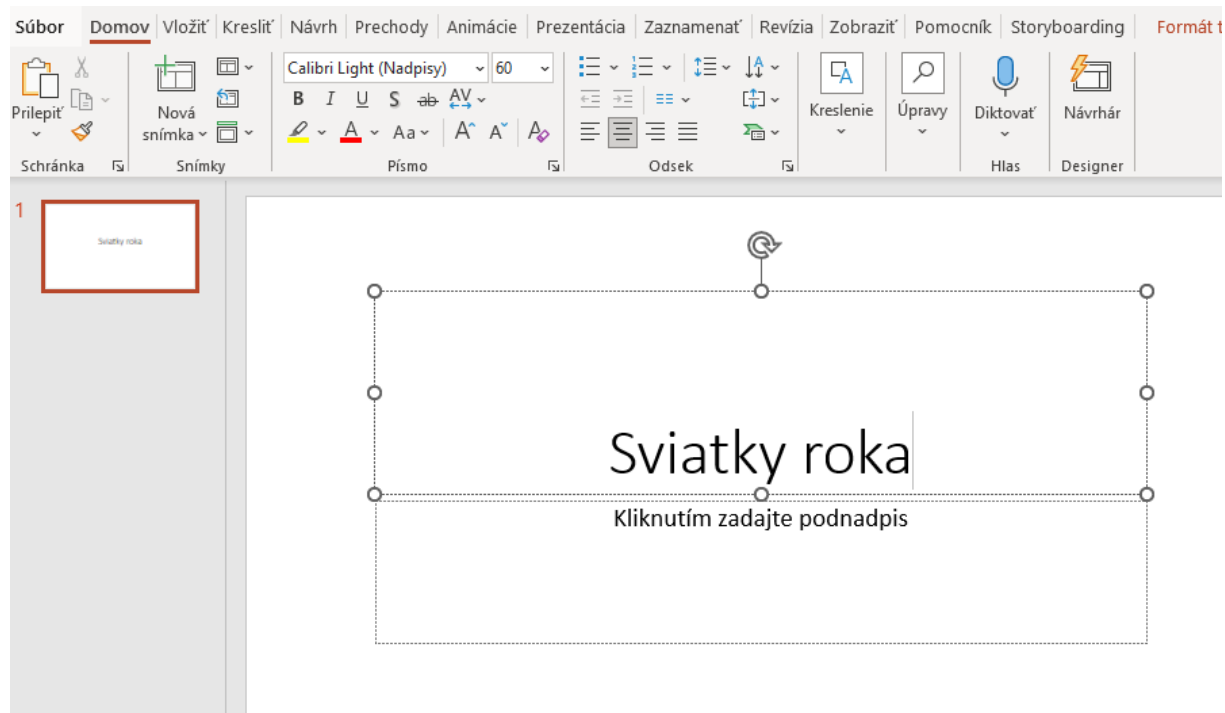 Súbor Domov Vložiť Kresliť Návrh Prechody Animácie Prezentácia Zaznamenať Revízia Zobraziť Pomocník Storyboarding Formát t
Calibri Light (Nadpisy) 60
Prilepiť
Nová
snímka
B I U S ab AV
A Aa A A A
Kreslenie
Úpravy
Diktovať
Návrhár
Schránka Snímky Písmo Odsek Hlas Designer
1
Sviatky roka
Sviatky roka
Kliknutím zadajte podnadpis